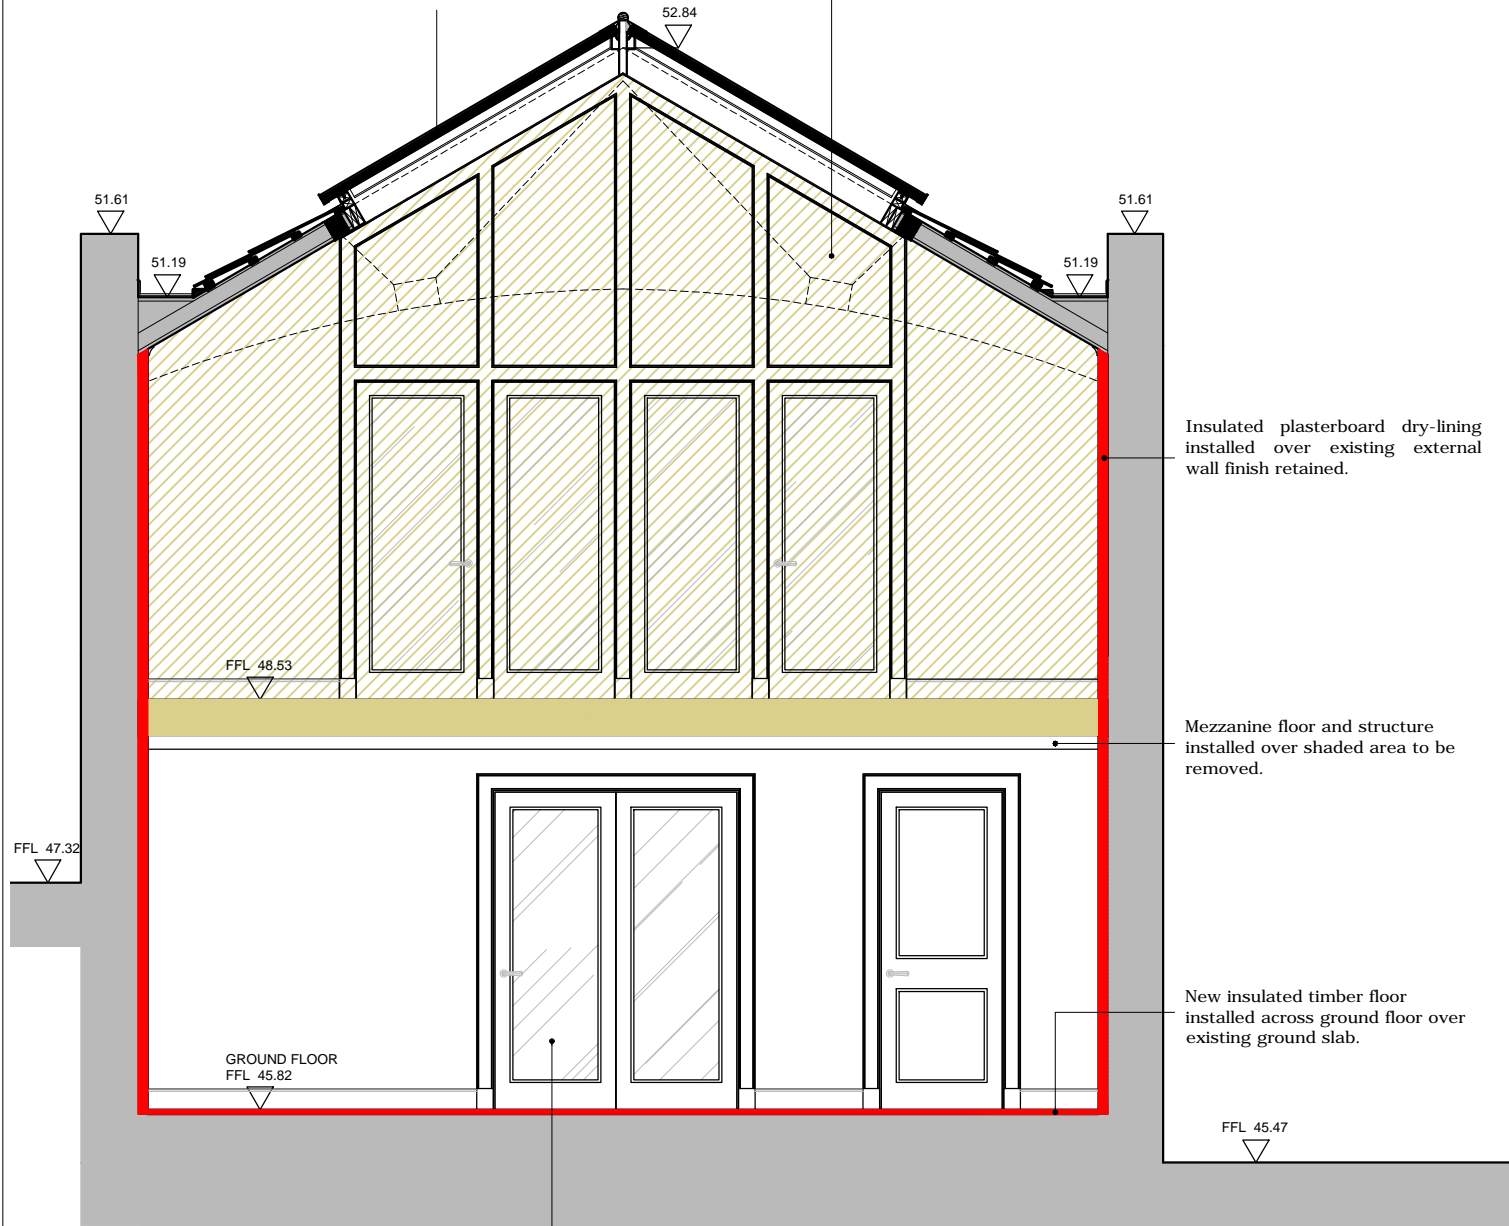 52.84
51.61
51.61
51.19
51.19
Insulated plasterboard dry-lining
installed over existing external
wall finish retained.
FFL 48.53
Mezzanine floor and structure
installed over shaded area to be
removed.
FFL 47.32
New insulated timber floor
installed across ground floor over
existing ground slab.
GROUND FLOOR
FFL 45.82
FFL 45.47